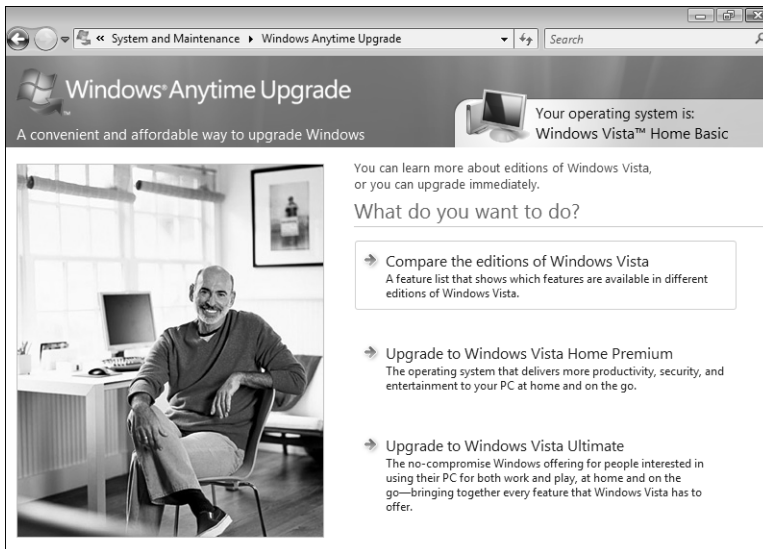 System and Maintenance
Windows Anytime Upgrade
Search
Windows® Anytime Upgrade
TM
A convenient and affordable way to upgrade Windows
Your operating system is:
Windows Vista™ Home Basic
You can learn more about editions of Windows Vista,
or you can upgrade immediately.
What do you want to do?
Compare the editions of Windows Vista
A feature list that shows which features are available in different
editions of Windows Vista.
Upgrade to Windows Vista Home Premium
The operating system that delivers more productivity, security, and
entertainment to your PC at home and on the go.
Upgrade to Windows Vista Ultimate
The no-compromise Windows offering for people interested in
using their PC for both work and play, at home and on the
go—bringing together every feature that Windows Vista has to
offer.